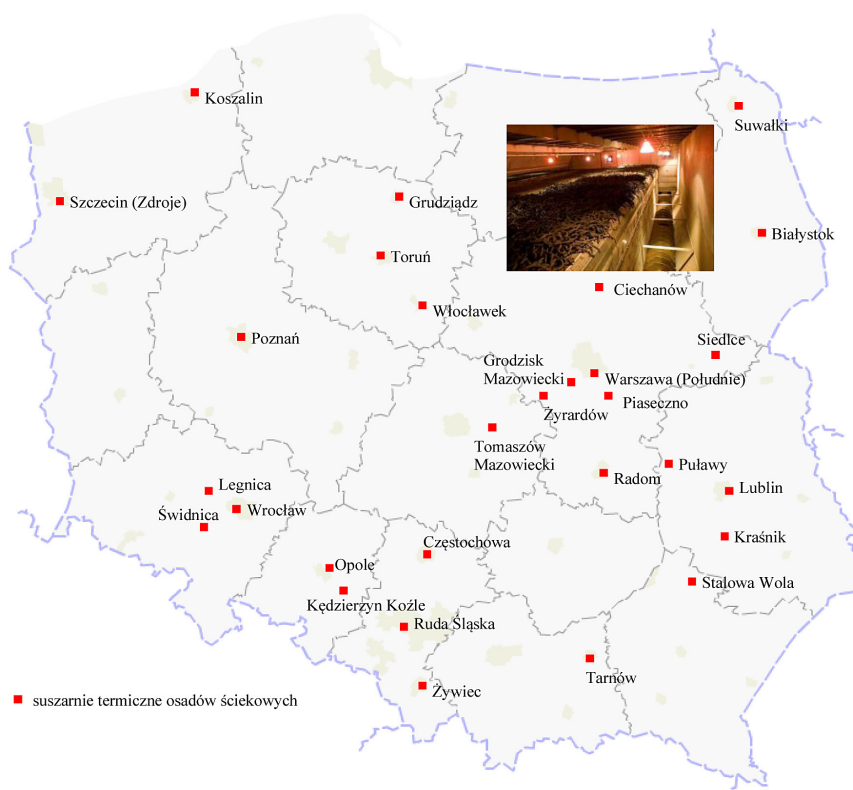 Koszalin
Suwałki
Szczecin (Zdroje)
Grudziądz
Białystok
Toruń
Ciechanów
Włocławek
Poznań
Siedlce
Grodzisk
Mazowiecki
Warszawa (Południe)
Piaseczno
Żyrardów
Tomaszów
Mazowiecki
Puławy
Radom
Legnica
Lublin
Świdnica
Wrocław
Kraśnik
Częstochowa
Opole
Stalowa Wola
Kędzierzyn Koźle
Ruda Śląska
Tarnów
Żywiec
suszarnie termiczne osadów ściekowych